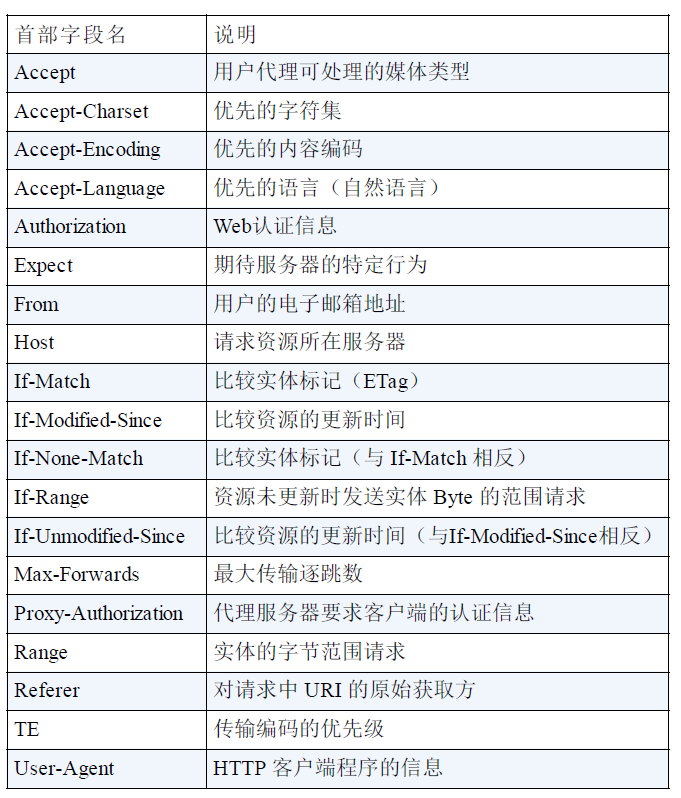 首部字段名 说明
Accept 用户代理可处理的媒体类型
Accept-Charset 优先的字符集
Accept-Encoding 优先的内容编码
Accept-Language 优先的语言（自然语言）
Authorization Web认证信息
Expect 期待服务器的特定行为
From 用户的电子邮箱地址
Host 请求资源所在服务器
If-Match 比较实体标记（ETag）
If-Modified-Since 比较资源的更新时间
If-None-Match 比较实体标记（与 If-Match 相反）
If-Range 资源未更新时发送实体 Byte 的范围请求
If-Unmodified-Since 比较资源的更新时间（与If-Modified-Since相反）
Max-Forwards 最大传输逐跳数
Proxy-Authorization 代理服务器要求客户端的认证信息
Range 实体的字节范围请求
Referer 对请求中 URI 的原始获取方
TE 传输编码的优先级
User-Agent HTTP 客户端程序的信息